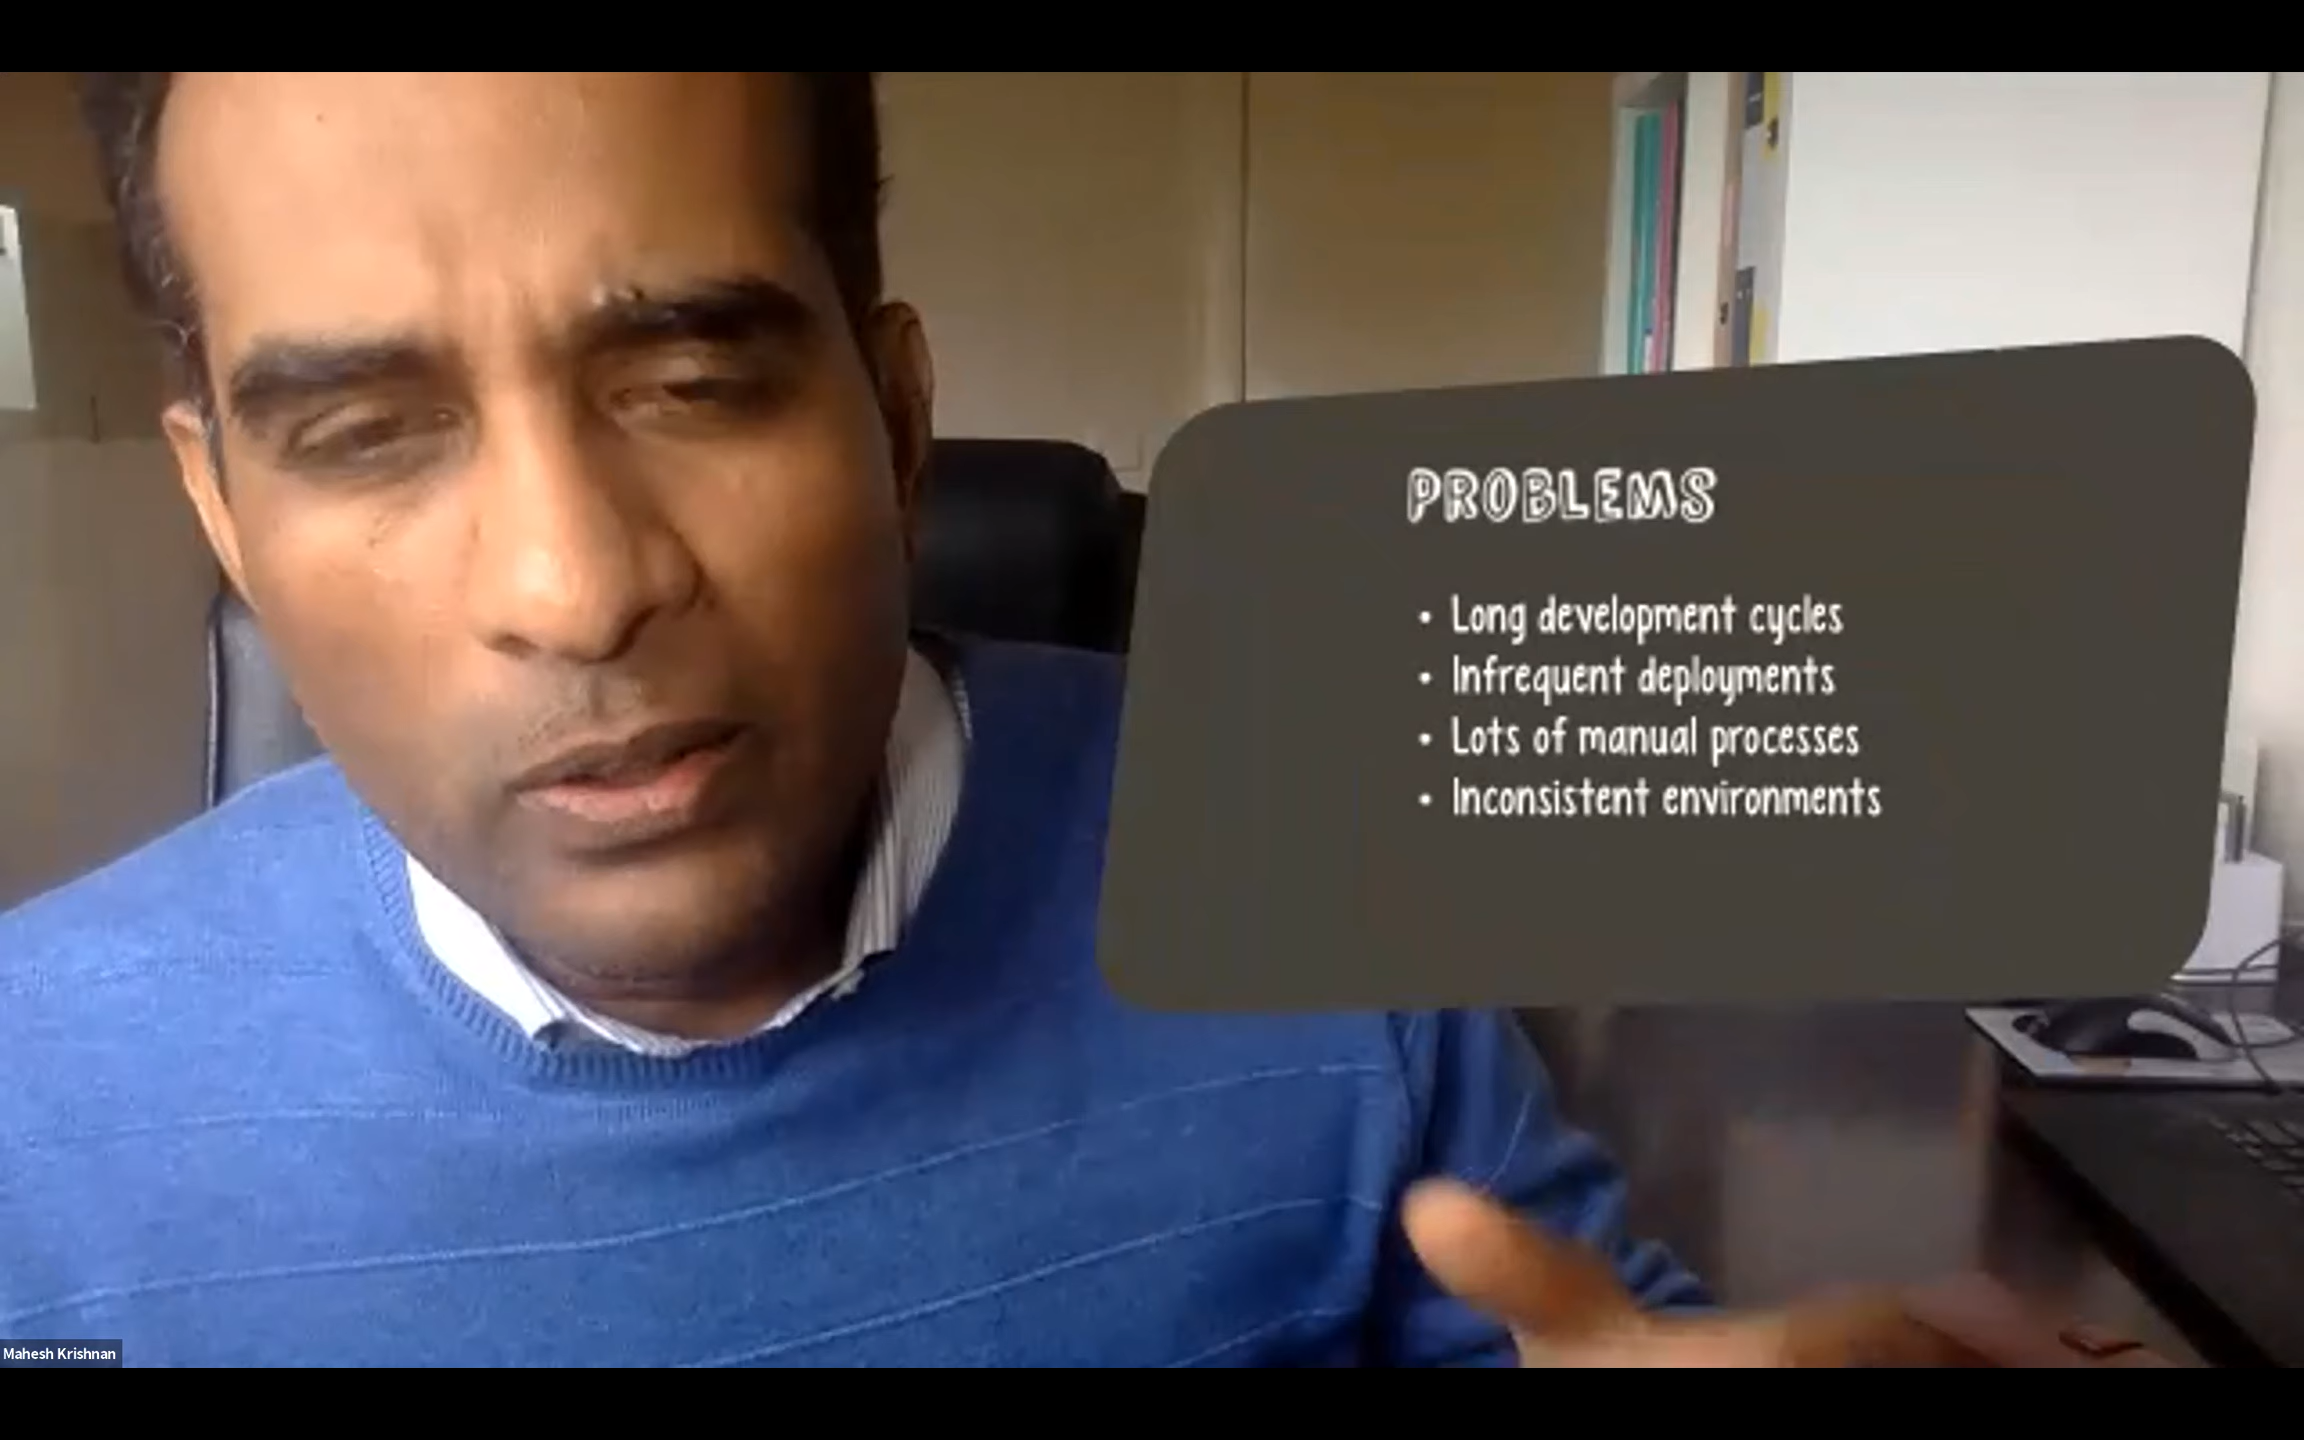 PROBLEMS
• Long development cycles
• Infrequent deployments
• Lots of manual processes
• Inconsistent environments
Mahesh Krishnan